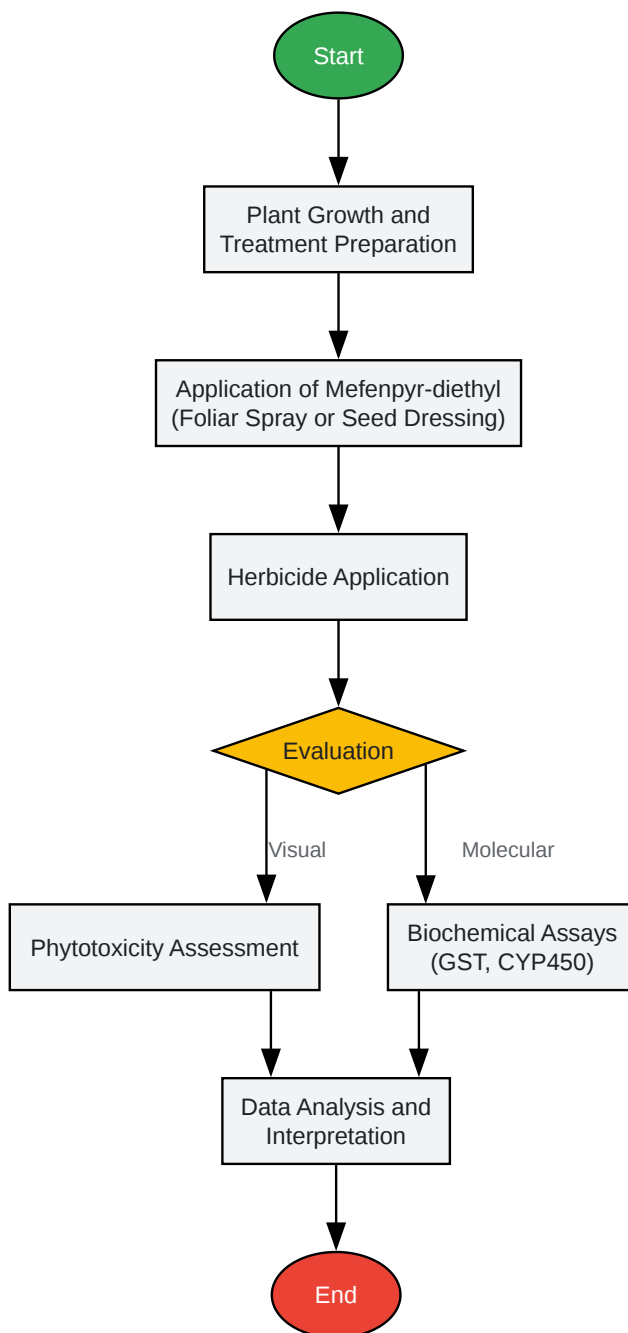 Start
Plant Growth and
Treatment Preparation
Application of Mefenpyr-diethyl
(Foliar Spray or Seed Dressing)
Herbicide Application
Evaluation
Visual
Molecular
Phytotoxicity Assessment
Biochemical Assays
(GST, CYP450)
Data Analysis and
Interpretation
End